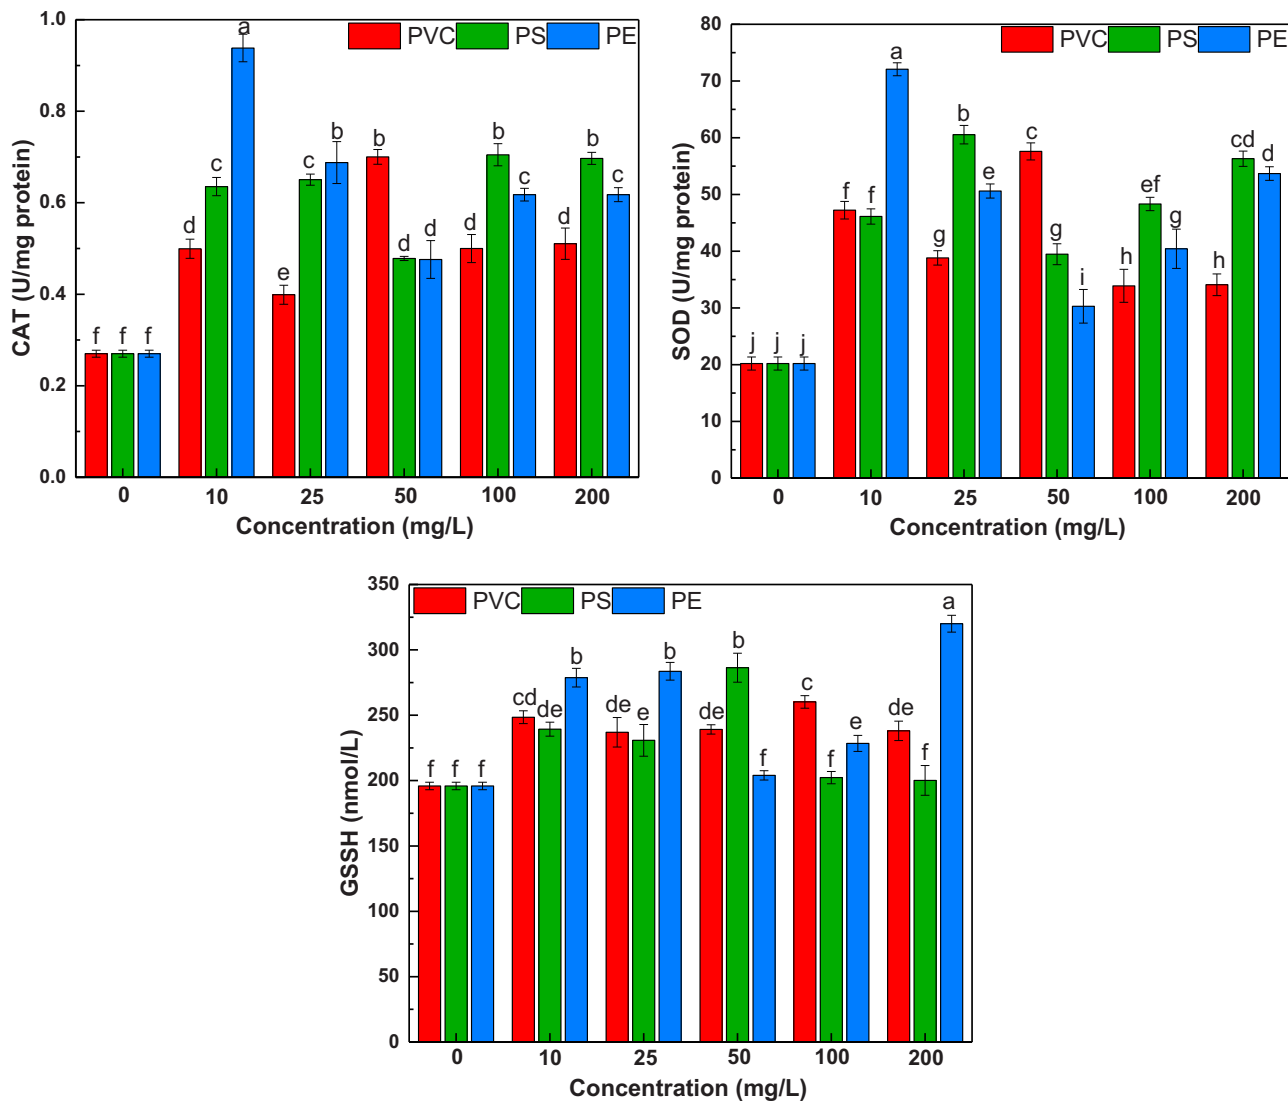 PVC PS PE
CAT (U/mg protein)
1.0
0.8
0.6
0.4
0.2
0.0
f f f
d c a
e c b
b d d
d b c
d b c
0 10 25 50 100 200
Concentration (mg/L)
PVC PS PE
SOD (U/mg protein)
80
70
60
50
40
30
20
10
0
j j j
f f a
g b e
c g i
h ef g
h cd d
0 10 25 50 100 200
Concentration (mg/L)
PVC PS PE
GSSH (nmol/L)
350
300
250
200
150
100
50
0
f f f
cd de b
de e b
de b f
c f e
de f a
0 10 25 50 100 200
Concentration (mg/L)